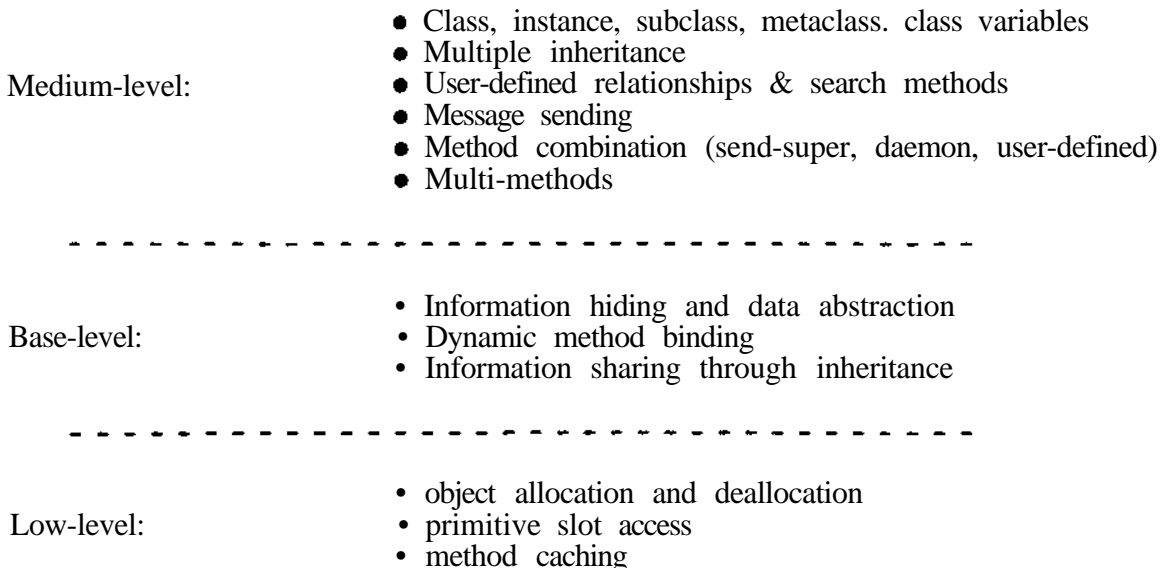 ● Class, instance, subclass, metaclass. class variables
● Multiple inheritance
Medium-level: ● User-defined relationships & search methods
● Message sending
● Method combination (send-super, daemon, user-defined)
● Multi-methods
• Information hiding and data abstraction
Base-level: • Dynamic method binding
• Information sharing through inheritance
• object allocation and deallocation
Low-level: • primitive slot access
• method caching